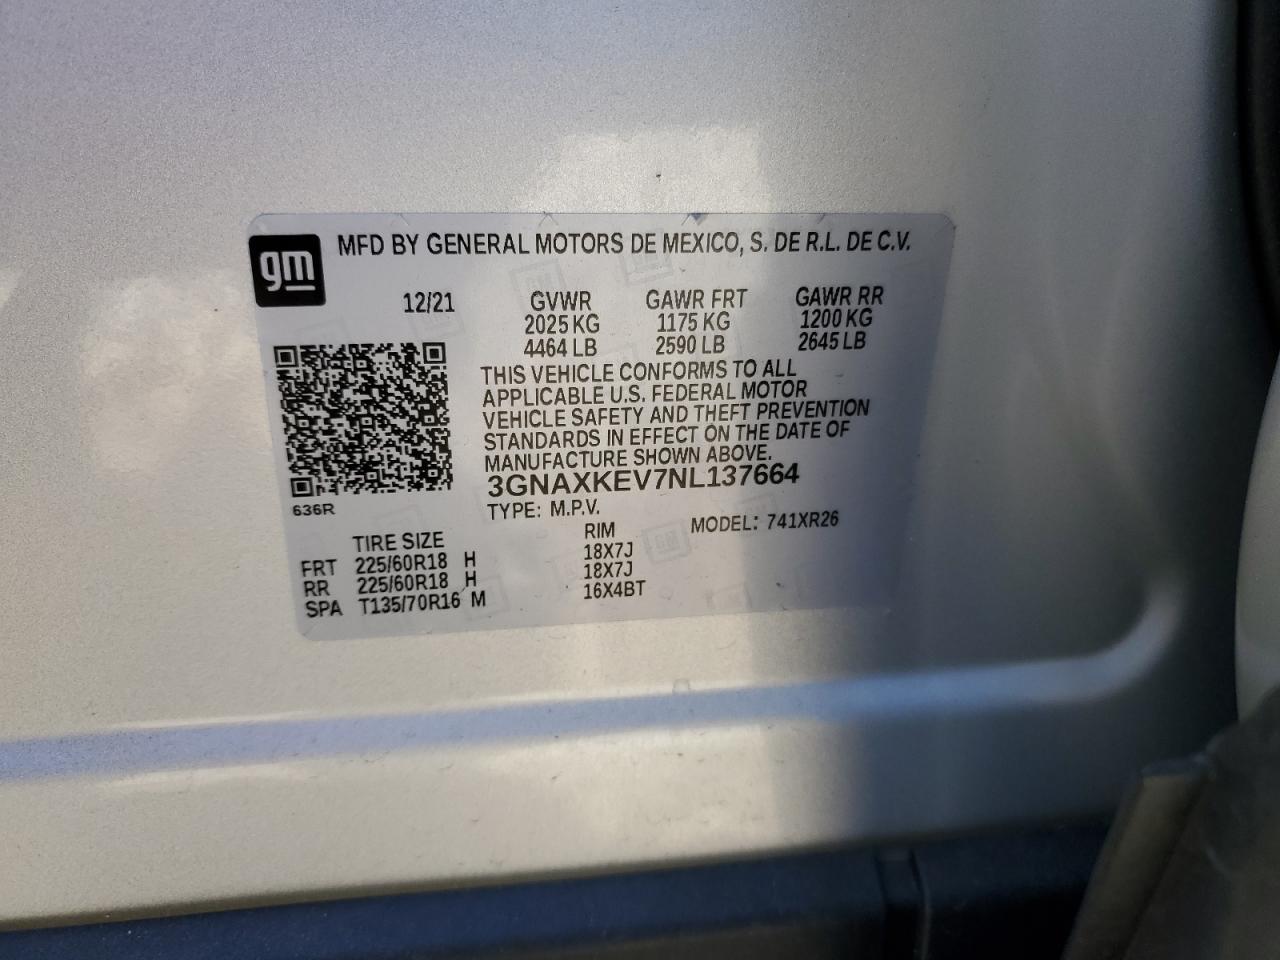 gm
MFD BY GENERAL MOTORS DE MEXICO, S. DE R.L. DE C.V.
12/21 GVWR GAWR FRT GAWR RR
2025 KG 1175 KG 1200 KG
4464 LB 2590 LB 2645 LB
THIS VEHICLE CONFORMS TO ALL
APPLICABLE U.S. FEDERAL MOTOR
VEHICLE SAFETY AND THEFT PREVENTION
STANDARDS IN EFFECT ON THE DATE OF
MANUFACTURE SHOWN ABOVE.
3GNAXKEV7NL137664
636R
TYPE: M.P.V. MODEL: 741XR26
TIRE SIZE RIM
FRT 225/60R18 H 18X7J
RR 225/60R18 H 18X7J
SPA T135/70R16 M 16X4BT